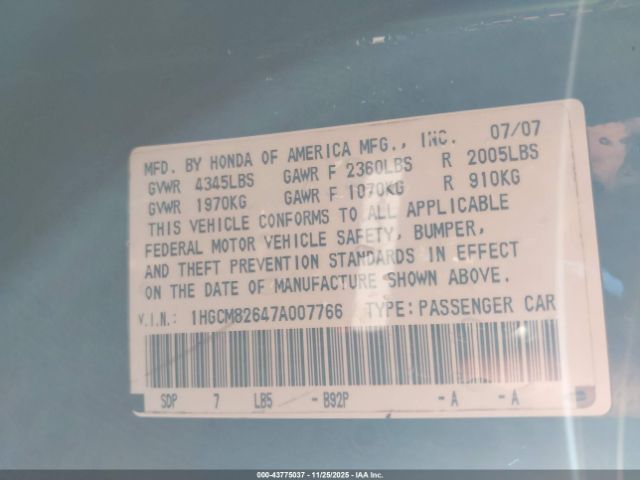 MFD. BY HONDA OF AMERICA MFG., INC. 07/07
GVWR 4345LBS GAWR F 2360LBS R 2005LBS
GVWR 1970KG GAWR F 1070KG R 910KG
THIS VEHICLE CONFORMS TO ALL APPLICABLE
FEDERAL MOTOR VEHICLE SAFETY, BUMPER,
AND THEFT PREVENTION STANDARDS IN EFFECT
ON THE DATE OF MANUFACTURE SHOWN ABOVE.
V.I.N.: 1HGCM82647A007766 TYPE: PASSENGER CAR
SDP 7 LB5 - B92P - A - A
000-43775037 - 11/25/2025 - IAA Inc.